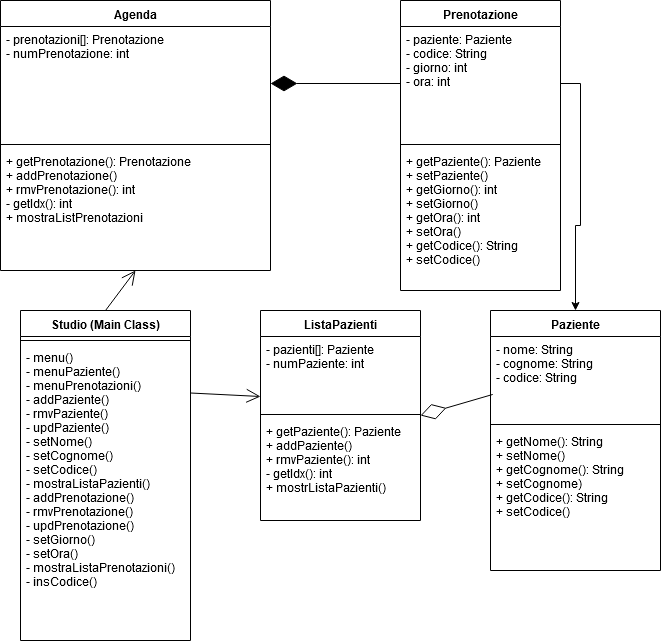 Agenda
- prenotazioni[]: Prenotazione
- numPrenotazione: int
+ getPrenotazione(): Prenotazione
+ addPrenotazione()
+ rmvPrenotazione(): int
- getIdx(): int
+ mostraListPrenotazioni
Prenotazione
- paziente: Paziente
- codice: String
- giorno: int
- ora: int
+ getPaziente(): Paziente
+ setPaziente()
+ getGiorno(): int
+ setGiorno()
+ getOra(): int
+ setOra()
+ getCodice(): String
+ setCodice()
Studio (Main Class)
- menu()
- menuPaziente()
- menuPrenotazioni()
- addPaziente()
- rmvPaziente()
- updPaziente()
- setNome()
- setCognome()
- setCodice()
- mostraListaPazienti()
- addPrenotazione()
- rmvPrenotazione()
- updPrenotazione()
- setGiorno()
- setOra()
- mostraListaPrenotazioni()
- insCodice()
ListaPazienti
- pazienti[]: Paziente
- numPaziente: int
+ getPaziente(): Paziente
+ addPaziente()
+ rmvPaziente(): int
- getIdx(): int
+ mostrListaPazienti()
Paziente
- nome: String
- cognome: String
- codice: String
+ getNome(): String
+ setNome()
+ getCognome(): String
+ setCognome)
+ getCodice(): String
+ setCodice()